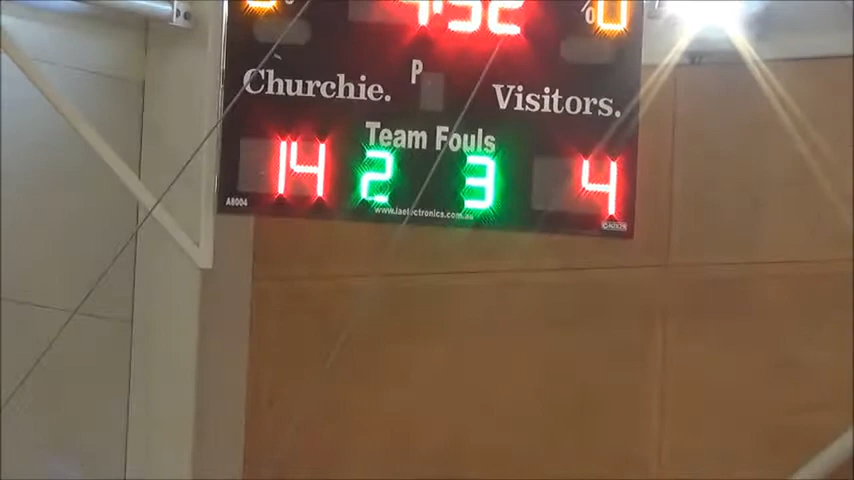 4:52
0
Churchie. P Visitors.
Team Fouls
14 2 3 4
A8004
www.iaelectronics.com.au